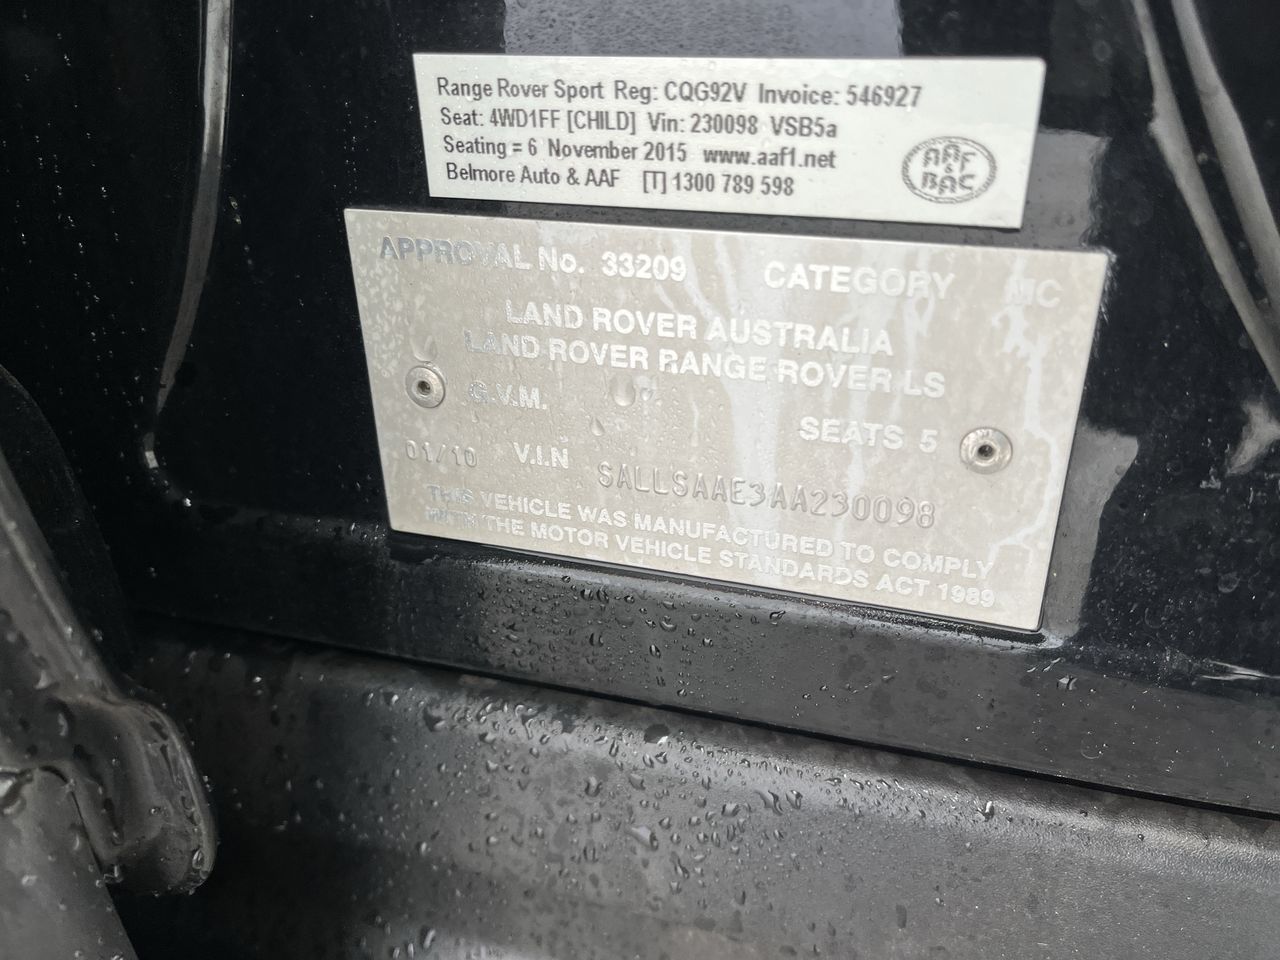 Range Rover Sport Reg: CQG92V Invoice: 546927
Seat: 4WD1FF [CHILD] Vin: 230098 VSB5a
Seating = 6 November 2015 www.aaf1.net
Belmore Auto & AAF [T] 1300 789 598
AAF
&
BAC
APPROVAL No. 33209 CATEGORY MC
LAND ROVER AUSTRALIA
LAND ROVER RANGE ROVER LS
G.V.M.
SEATS 5
01/10 V.I.N SALLSAAE3AA230098
THIS VEHICLE WAS MANUFACTURED TO COMPLY
WITH THE MOTOR VEHICLE STANDARDS ACT 1989